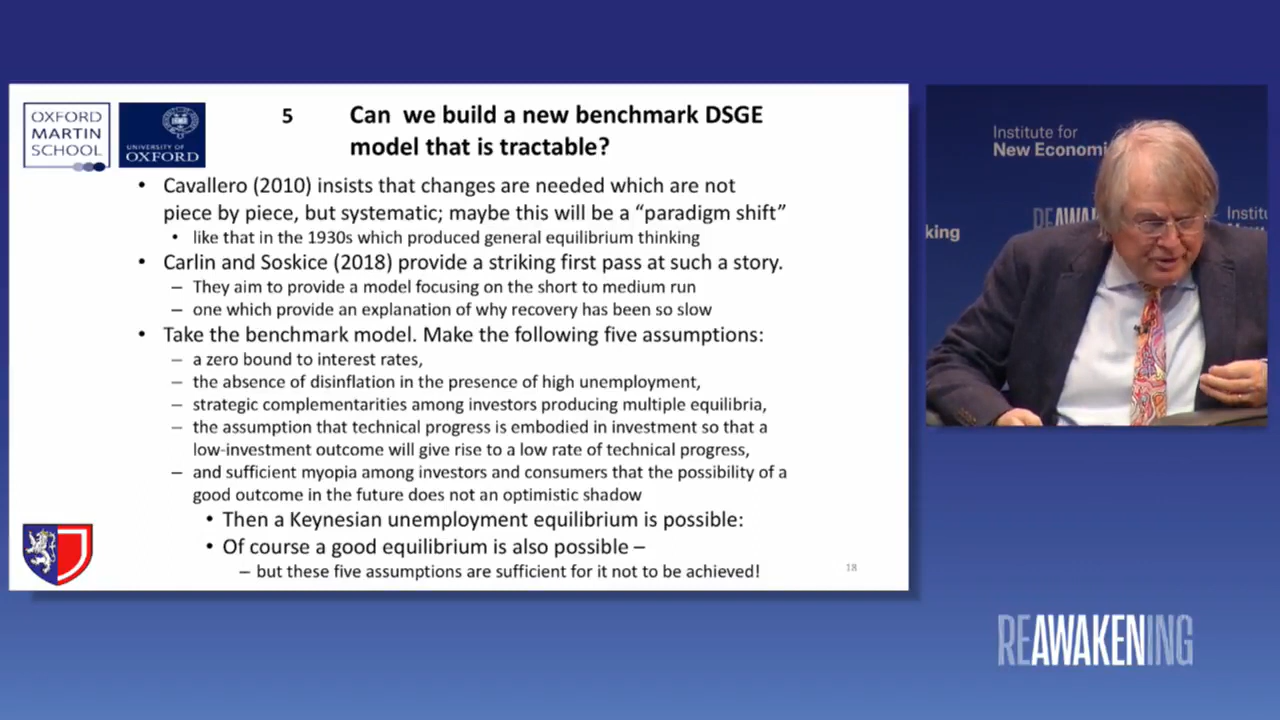 OXFORD
MARTIN
SCHOOL
UNIVERSITY OF
OXFORD
5 Can we build a new benchmark DSGE
model that is tractable?
• Cavallero (2010) insists that changes are needed which are not
piece by piece, but systematic; maybe this will be a “paradigm shift”
• like that in the 1930s which produced general equilibrium thinking
• Carlin and Soskice (2018) provide a striking first pass at such a story.
– They aim to provide a model focusing on the short to medium run
– one which provide an explanation of why recovery has been so slow
• Take the benchmark model. Make the following five assumptions:
– a zero bound to interest rates,
– the absence of disinflation in the presence of high unemployment,
– strategic complementarities among investors producing multiple equilibria,
– the assumption that technical progress is embodied in investment so that a
low-investment outcome will give rise to a low rate of technical progress,
– and sufficient myopia among investors and consumers that the possibility of a
good outcome in the future does not an optimistic shadow
• Then a Keynesian unemployment equilibrium is possible:
• Of course a good equilibrium is also possible –
– but these five assumptions are sufficient for it not to be achieved!
18
Institute for
New Economi
REAWA
Institu
king
REAWAKENING